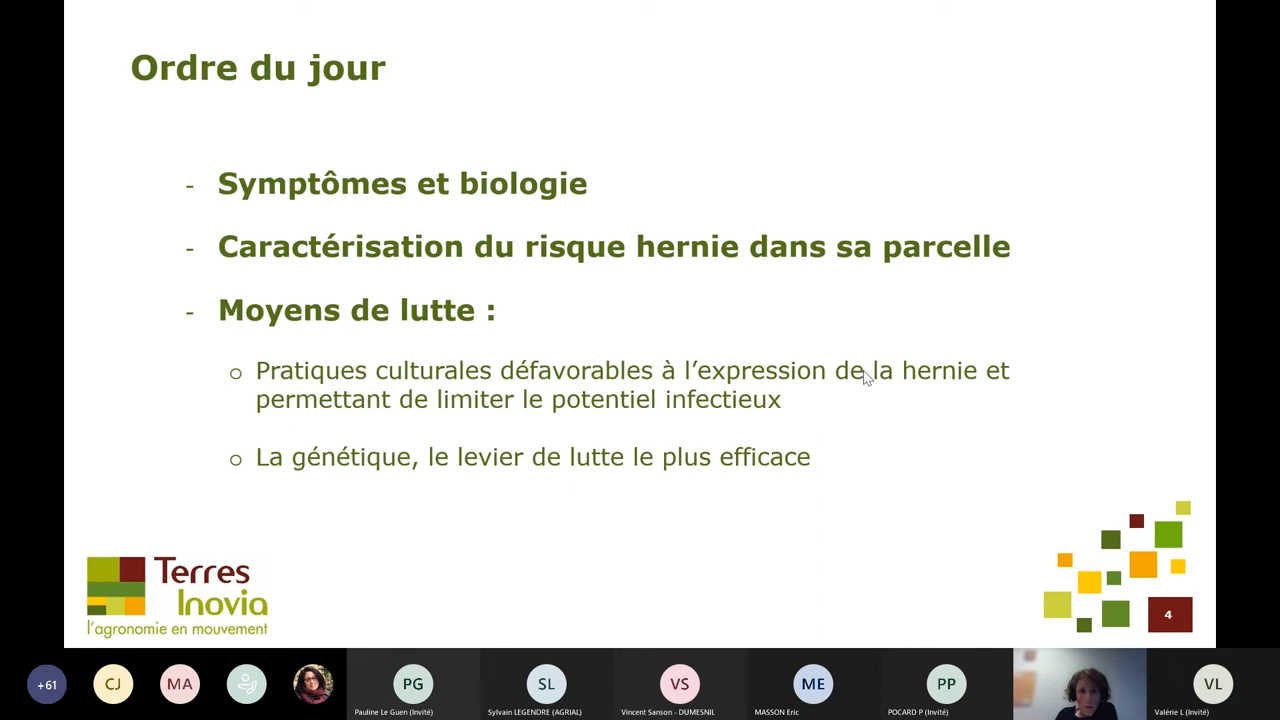 Ordre du jour
- Symptômes et biologie
- Caractérisation du risque hernie dans sa parcelle
- Moyens de lutte :
o Pratiques culturales défavorables à l’expression de la hernie et
permettant de limiter le potentiel infectieux
o La génétique, le levier de lutte le plus efficace
Terres
Inovia
l'agronomie en mouvement
4
+61
CJ
MA
PG
SL
VS
ME
PP
VL
Pauline Le Guen (Invité)
Sylvain LEGENDRE (AGRIAL)
Vincent Sanson - DUMESNIL
MASSON Eric
POCARD P (Invité)
Valérie L (Invité)